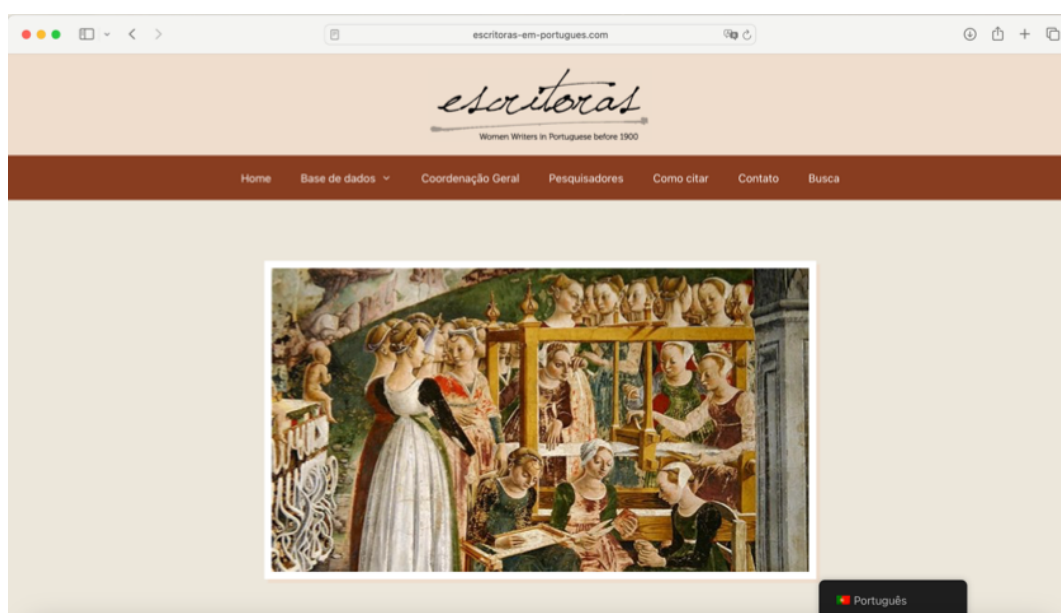 escritoras-em-portugues.com
escritoras
Women Writers in Portuguese before 1900
Home Base de dados Coordenação Geral Pesquisadores Como citar Contato Busca
Português